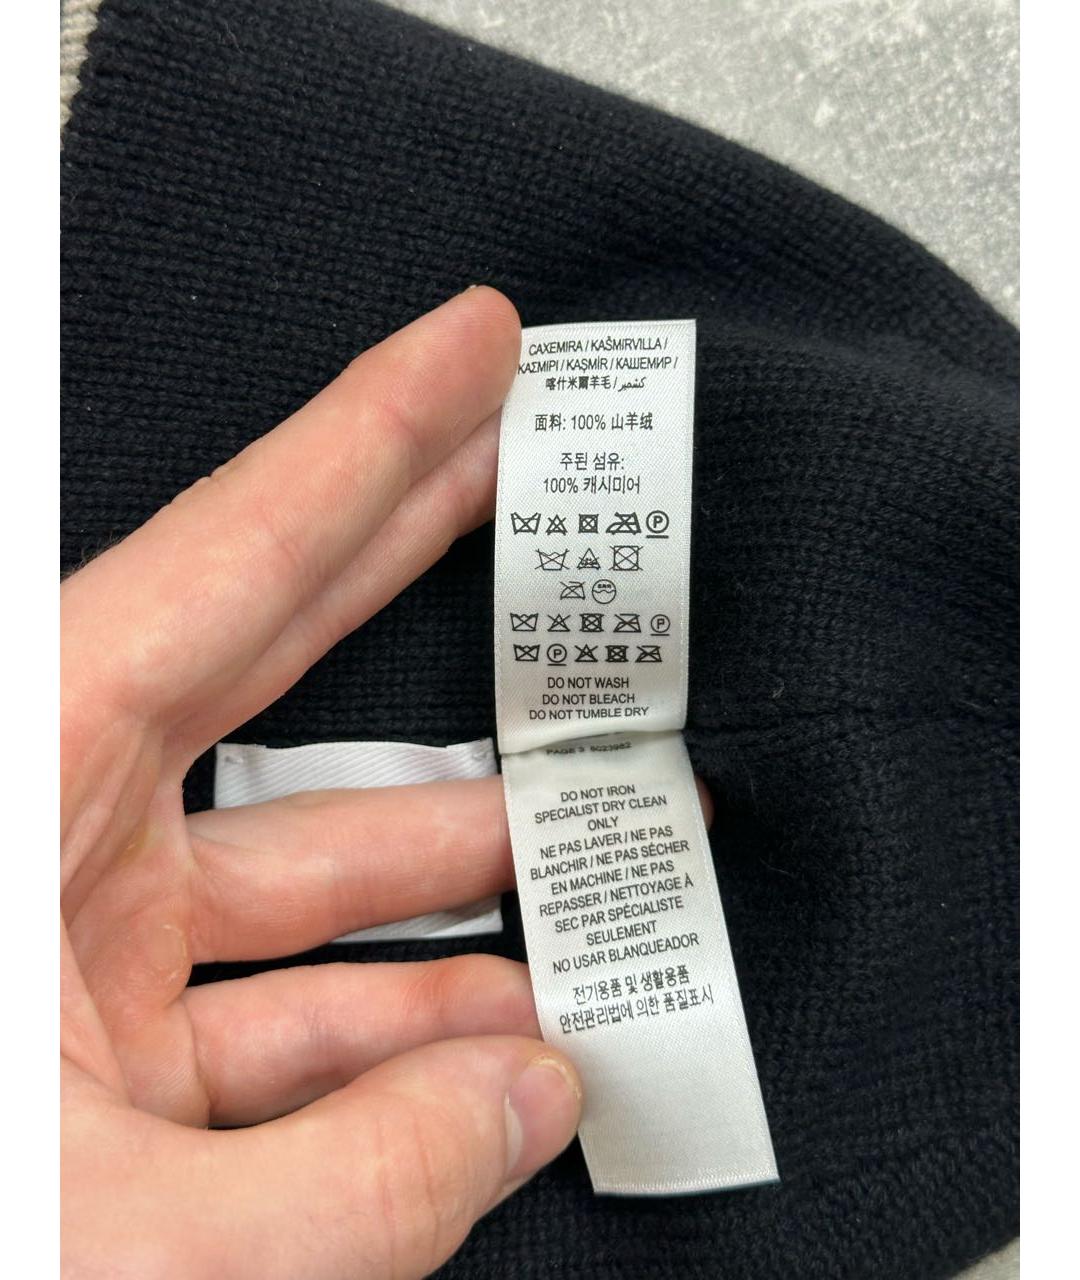 CAXEMIRA / KAŠMIRVILLA /
ΚΑΣΜΙΡΙ / KAŞMİR / КАШЕМИР /
喀什米爾羊毛 / كشمير
面料: 100% 山羊绒
주된 섬유:
100% 캐시미어
P
P
P
DO NOT WASH
DO NOT BLEACH
DO NOT TUMBLE DRY
PAGE 3 8023982
DO NOT IRON
SPECIALIST DRY CLEAN
ONLY
NE PAS LAVER / NE PAS
BLANCHIR / NE PAS SÉCHER
EN MACHINE / NE PAS
REPASSER / NETTOYAGE À
SEC PAR SPÉCIALISTE
SEULEMENT
NO USAR BLANQUEADOR
전기용품 및 생활용품
안전관리법에 의한 품질표시